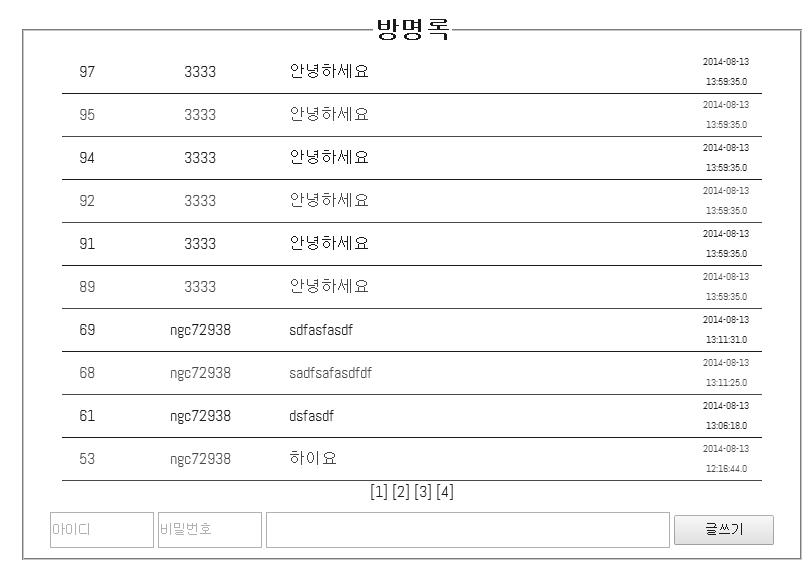 방명록
97 3333 안녕하세요 2014-08-13
13:59:35.0
95 3333 안녕하세요 2014-08-13
13:59:35.0
94 3333 안녕하세요 2014-08-13
13:59:35.0
92 3333 안녕하세요 2014-08-13
13:59:35.0
91 3333 안녕하세요 2014-08-13
13:59:35.0
89 3333 안녕하세요 2014-08-13
13:59:35.0
69 ngc72938 sdfasfasdf 2014-08-13
13:11:31.0
68 ngc72938 sadfsafasdfdf 2014-08-13
13:11:25.0
61 ngc72938 dsfasdf 2014-08-13
13:06:18.0
53 ngc72938 하이요 2014-08-13
12:16:44.0
[1] [2] [3] [4]
아이디 비밀번호 글쓰기